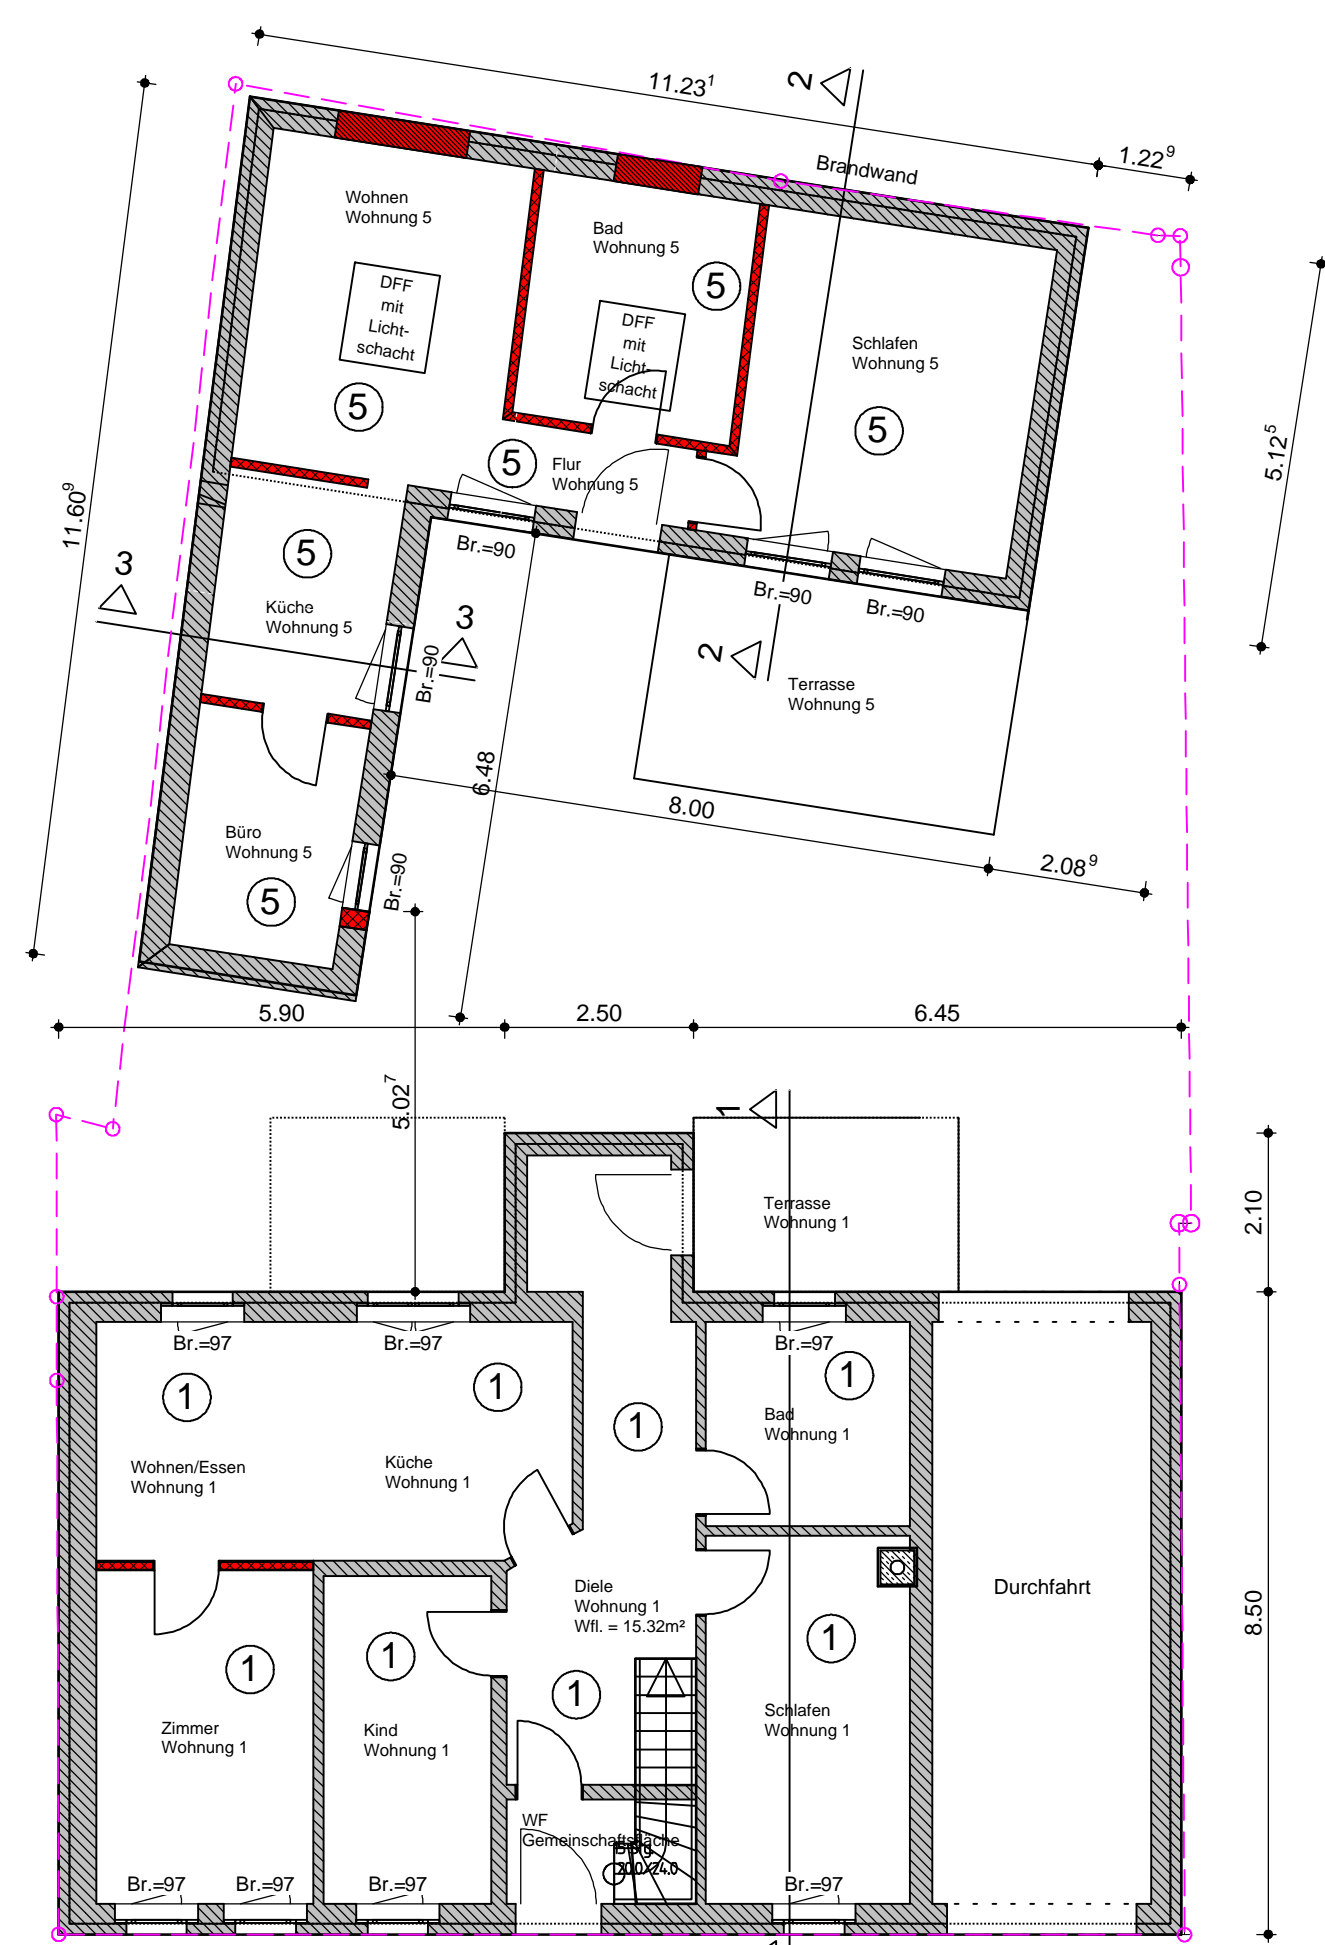 11.23¹
2
1.22⁹
Brandwand
Wohnen
Wohnung 5
Bad
Wohnung 5
5
DFF
mit
Licht-
schacht
DFF
mit
Licht-
schacht
Schlafen
Wohnung 5
5
5
5
Flur
Wohnung 5
5.12⁵
11.60⁹
3
5
Küche
Wohnung 5
Br.=90
Br.=90
Br.=90
3
Br.=90
2
Terrasse
Wohnung 5
6.48
8.00
2.08⁹
Büro
Wohnung 5
5
Br.=90
5.90
2.50
6.45
5.02⁷
1
Terrasse
Wohnung 1
2.10
Br.=97
Br.=97
Br.=97
1
1
1
1
Bad
Wohnung 1
Wohnen/Essen
Wohnung 1
Küche
Wohnung 1
Diele
Wohnung 1
Wfl. = 15.32m²
Durchfahrt
8.50
1
1
1
1
Zimmer
Wohnung 1
Kind
Wohnung 1
Schlafen
Wohnung 1
WF
Gemeinschaftsfläche
Br.=97
Br.=97
Br.=97
Br.=97